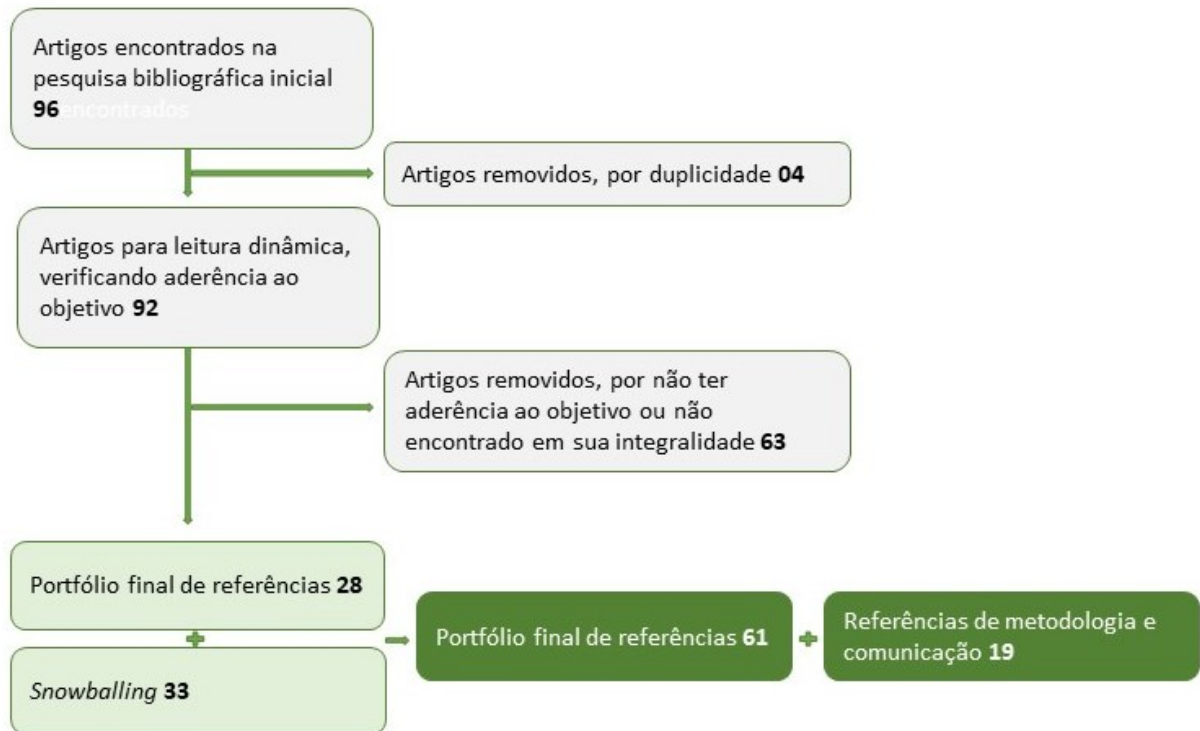 Artigos encontrados na
pesquisa bibliográfica inicial
96 encontrados
Artigos removidos, por duplicidade 04
Artigos para leitura dinâmica,
verificando aderência ao
objetivo 92
Artigos removidos, por não ter
aderência ao objetivo ou não
encontrado em sua integralidade 63
Portfólio final de referências 28
Snowballing 33
Portfólio final de referências 61
Referências de metodologia e
comunicação 19